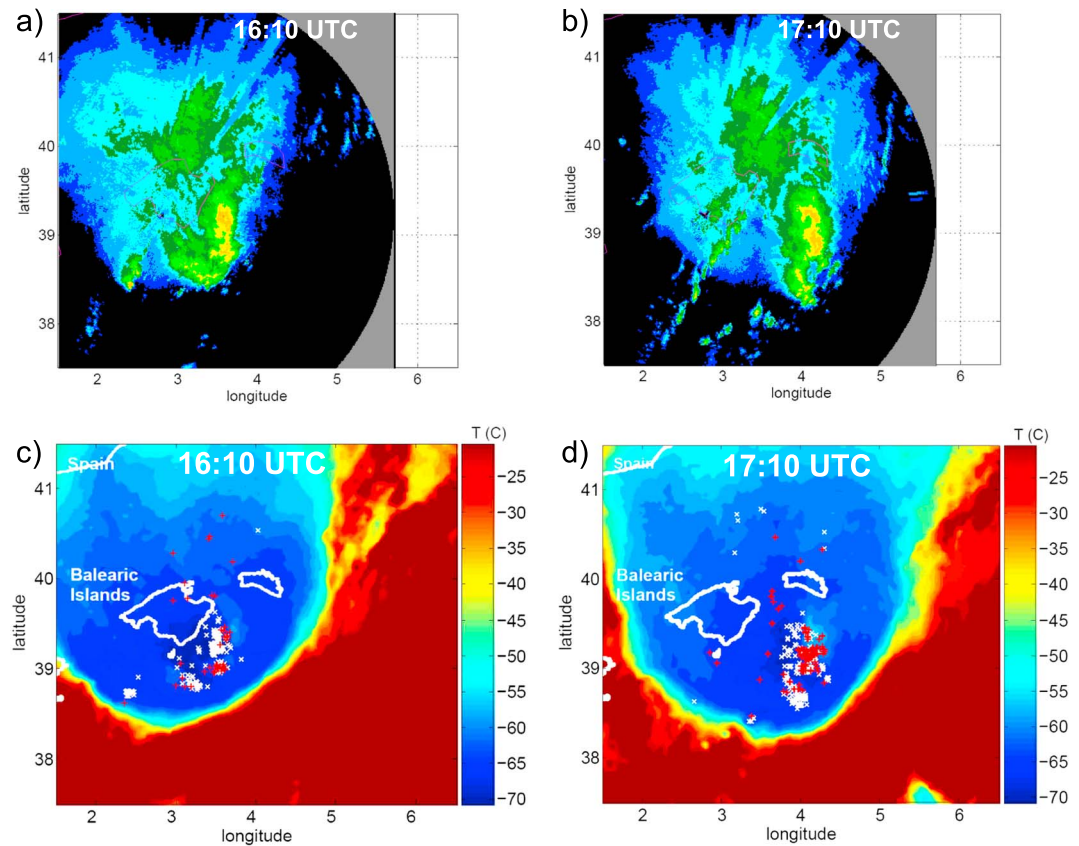 a)
16:10 UTC
41
40
39
38
latitude
2
3
4
5
6
longitude
b)
17:10 UTC
41
40
39
38
latitude
2
3
4
5
6
longitude
c)
16:10 UTC
Spain
Balearic
Islands
41
40
39
38
latitude
2
3
4
5
6
longitude
T (C)
−25
−30
−35
−40
−45
−50
−55
−60
−65
−70
d)
17:10 UTC
Spain
Balearic
Islands
41
40
39
38
latitude
2
3
4
5
6
longitude
T (C)
−25
−30
−35
−40
−45
−50
−55
−60
−65
−70